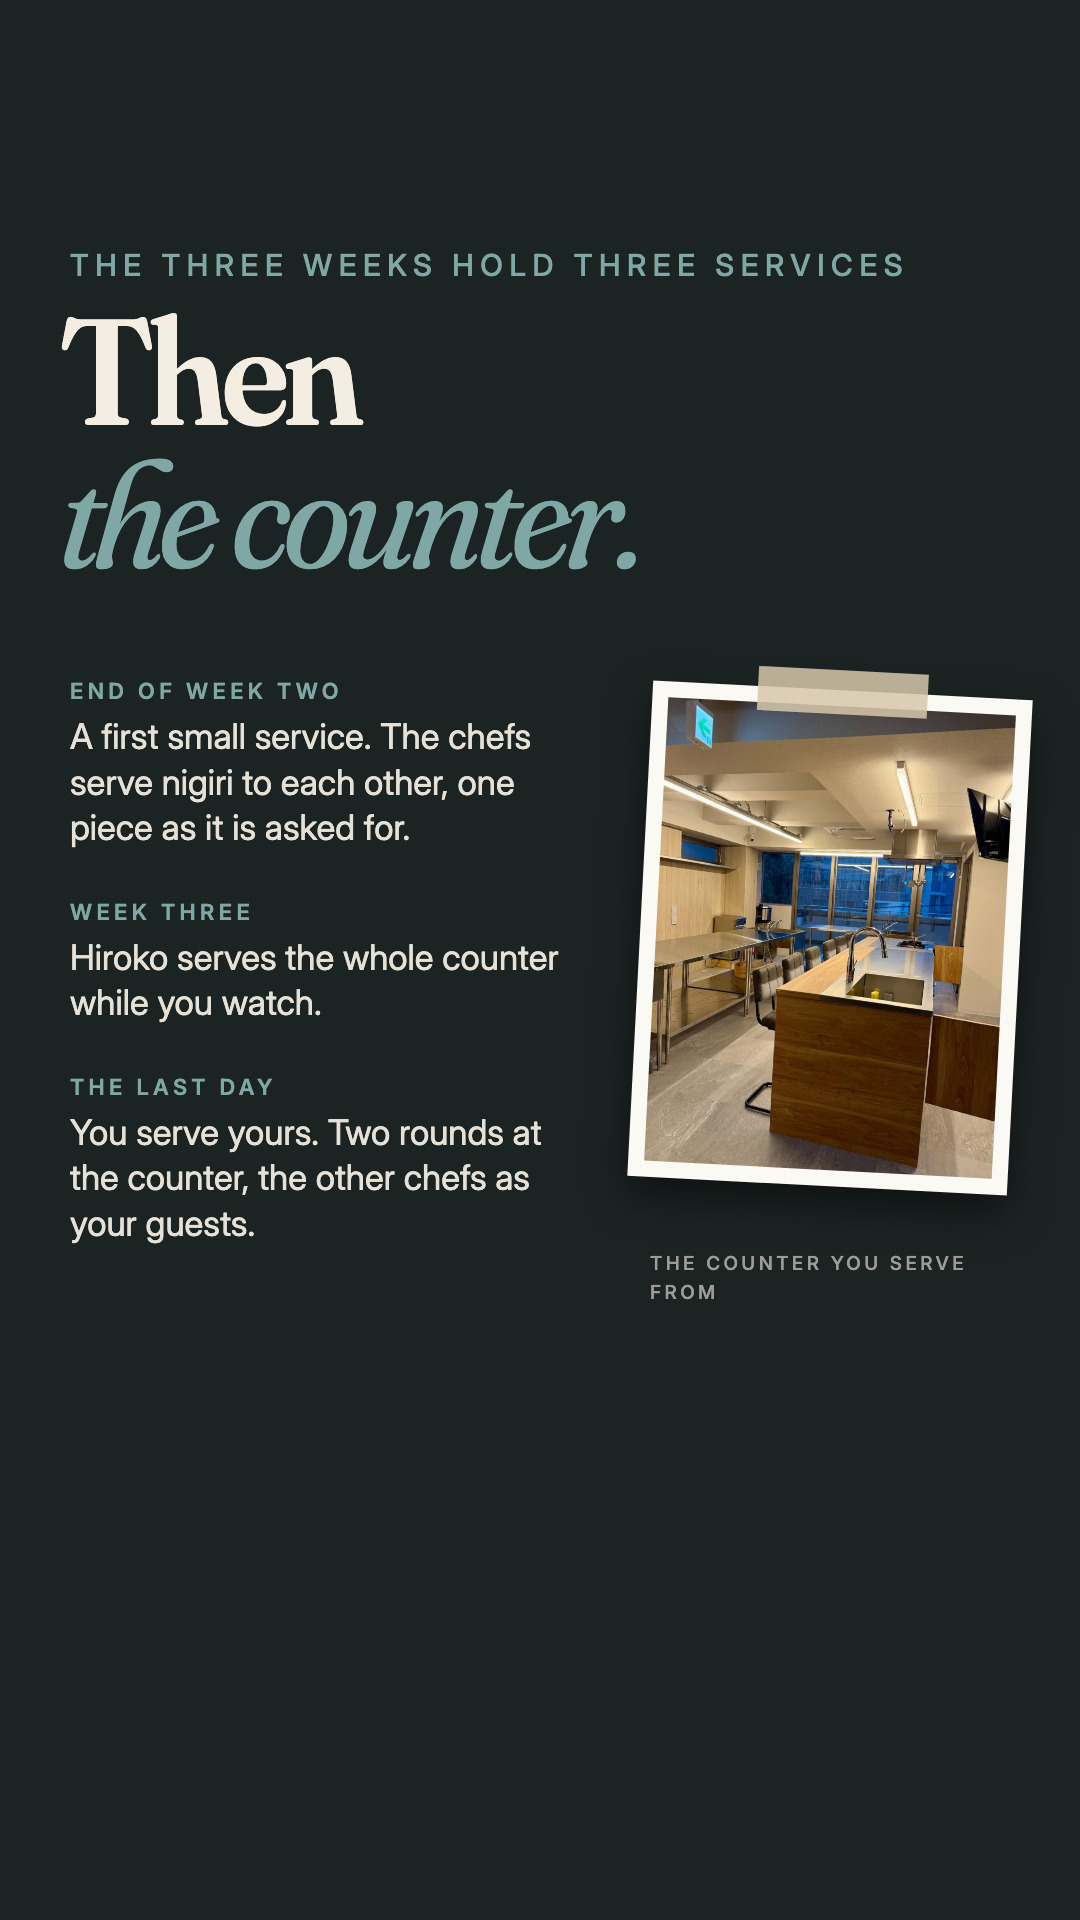 THE THREE WEEKS HOLD THREE SERVICES
Then
the counter.
END OF WEEK TWO
A first small service. The chefs
serve nigiri to each other, one
piece as it is asked for.
WEEK THREE
Hiroko serves the whole counter
while you watch.
THE LAST DAY
You serve yours. Two rounds at
the counter, the other chefs as
your guests.
THE COUNTER YOU SERVE
FROM